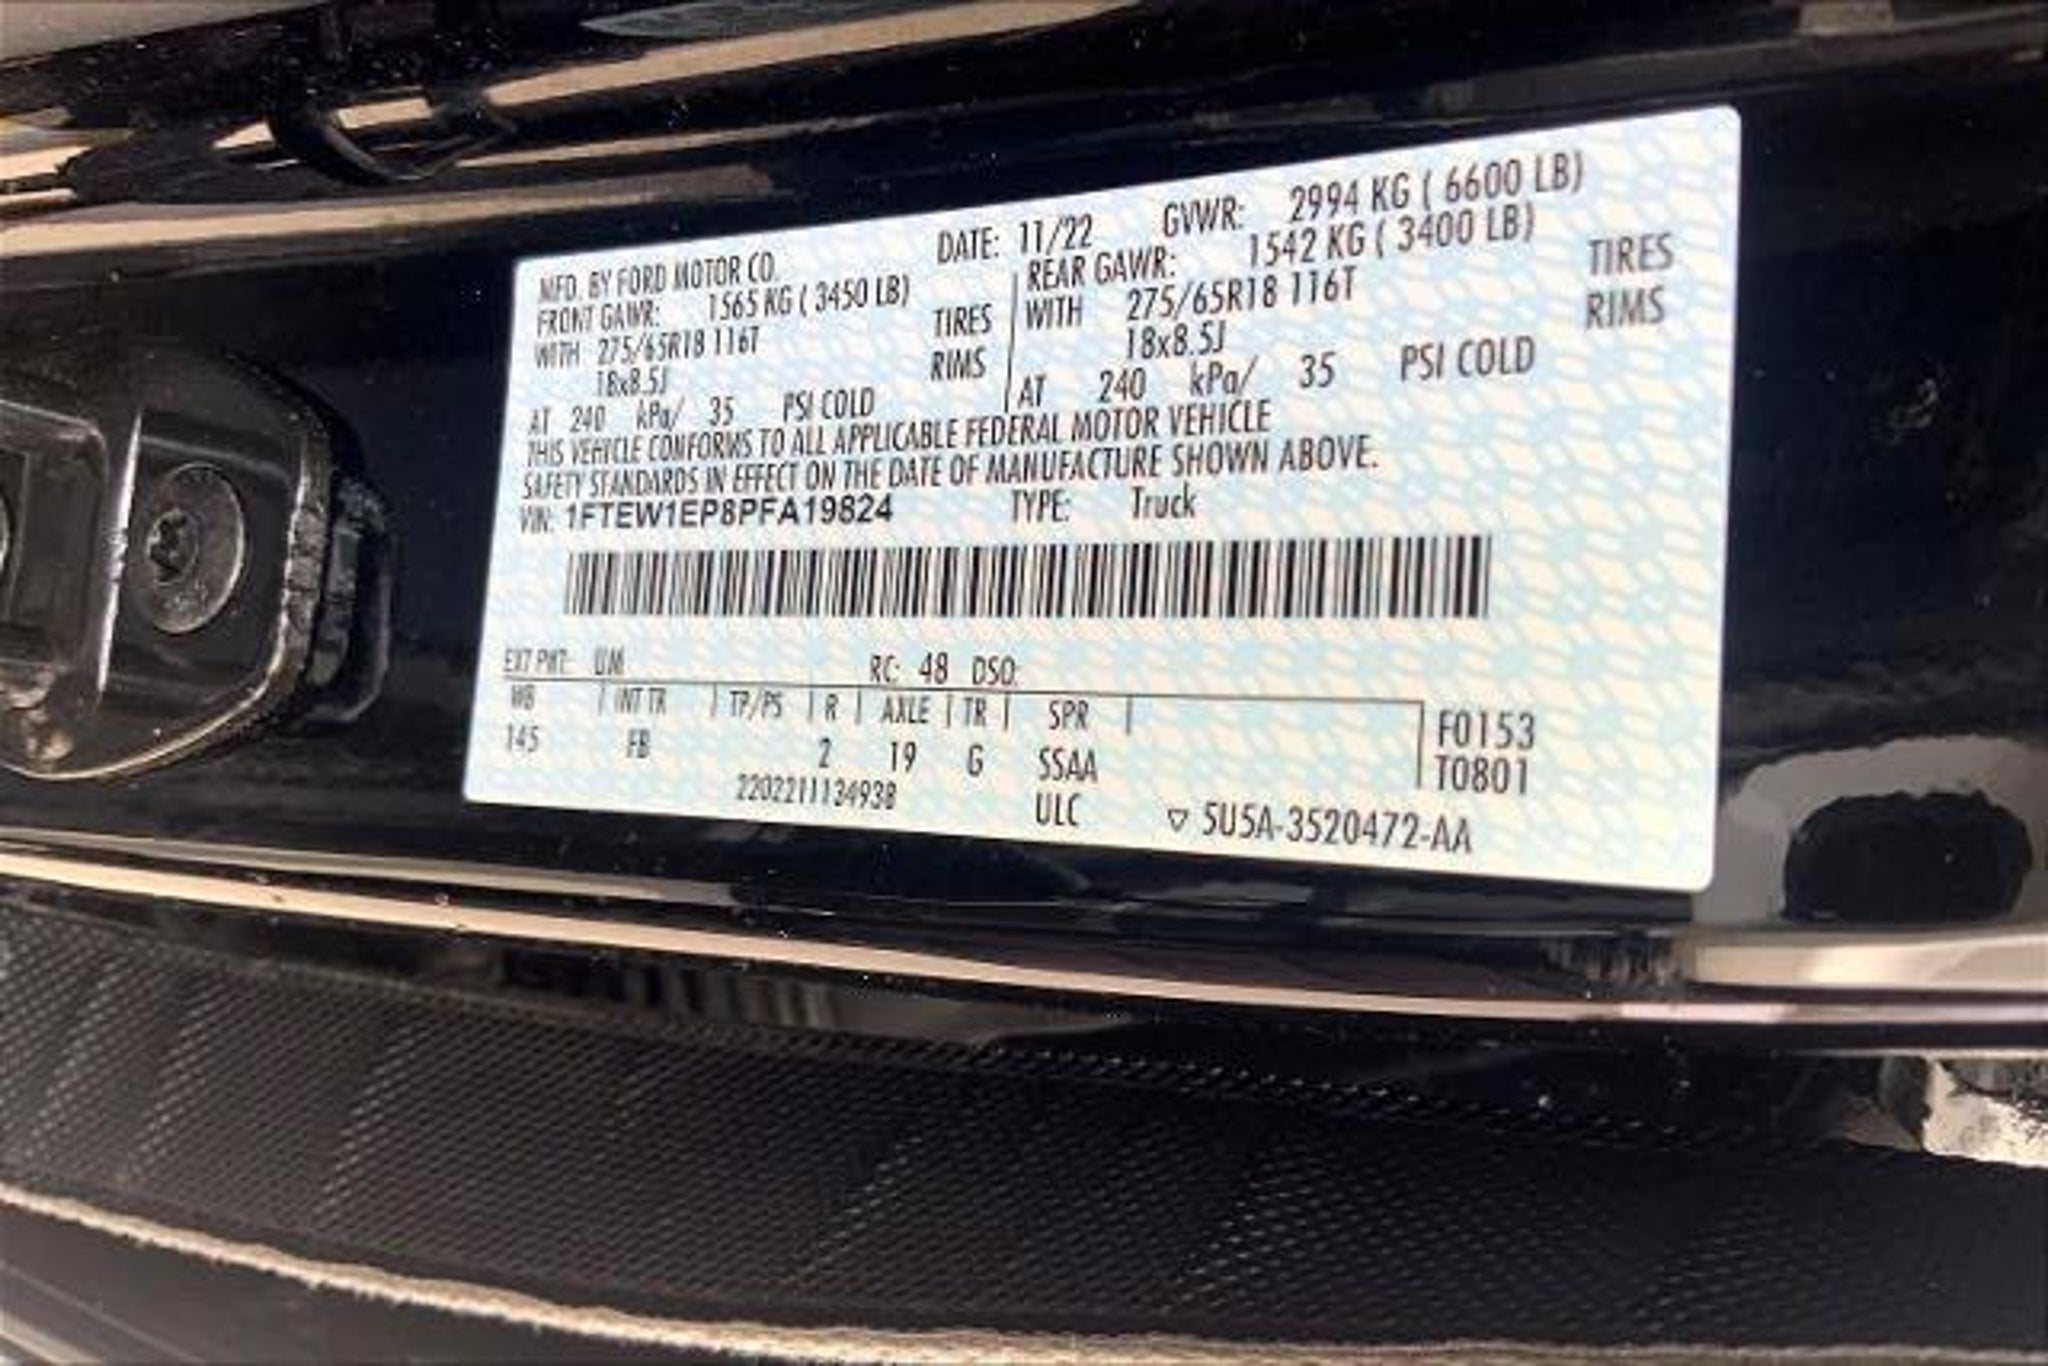 MFD. BY FORD MOTOR CO. DATE: 11/22 GVWR: 2994 KG ( 6600 LB)
FRONT GAWR: 1565 KG ( 3450 LB) REAR GAWR: 1542 KG ( 3400 LB)
WITH 275/65R18 116T TIRES WITH 275/65R18 116T TIRES
18x8.5J RIMS 18x8.5J RIMS
AT 240 kPa/ 35 PSI COLD AT 240 kPa/ 35 PSI COLD
THIS VEHICLE CONFORMS TO ALL APPLICABLE FEDERAL MOTOR VEHICLE
SAFETY STANDARDS IN EFFECT ON THE DATE OF MANUFACTURE SHOWN ABOVE.
VIN: 1FTEW1EP8PFA19824 TYPE: Truck
EXT PNT: UM RC: 48 DSO:
WB INT TR TP/PS R AXLE TR SPR F0153
145 FB 2 19 G SSAA T0801
2202211134938 ULC ▽ 5U5A-3520472-AA